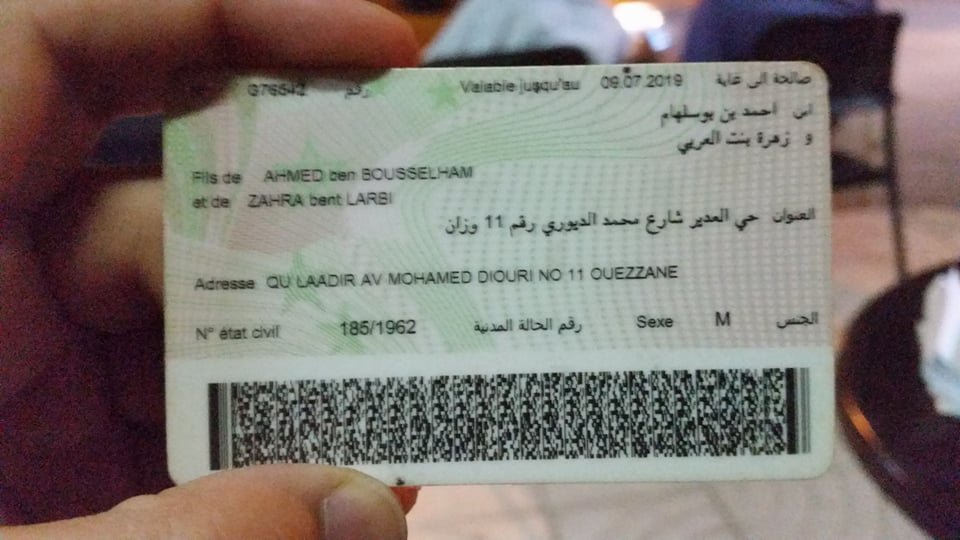 G76542 رقم Valable jusqu'au 09.07.2019 صالحة الى غاية
ابن احمد بن بوسلهام
و زهرة بنت العربي
Fils de AHMED ben BOUSSELHAM
et de ZAHRA bent LARBI
العنوان حي الغدير شارع محمد الديوري رقم 11 وزان
Adresse QU LAADIR AV MOHAMED DIOURI NO 11 OUEZZANE
N° état civil 185/1962 رقم الحالة المدنية Sexe M الجنس